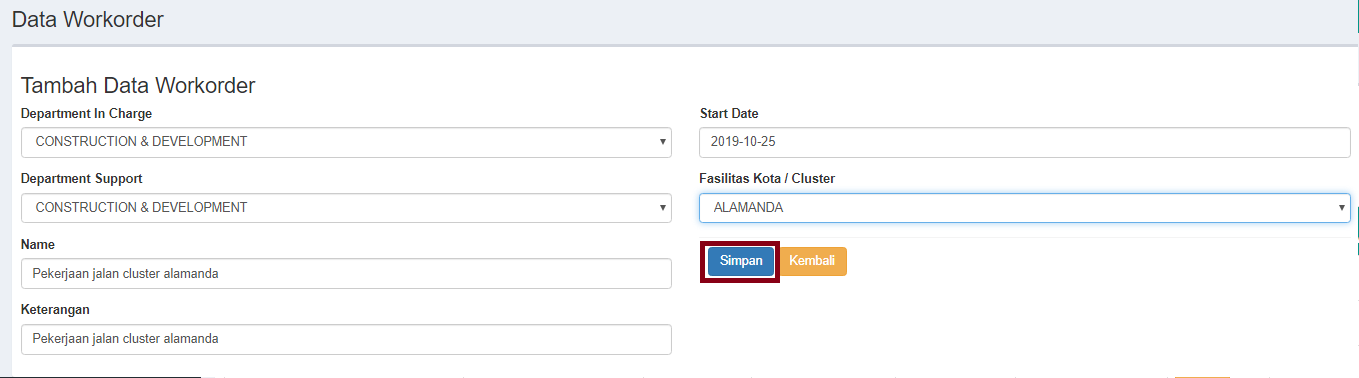 Data Workorder
Tambah Data Workorder
Department In Charge
CONSTRUCTION & DEVELOPMENT
Department Support
CONSTRUCTION & DEVELOPMENT
Name
Pekerjaan jalan cluster alamanda
Keterangan
Pekerjaan jalan cluster alamanda
Start Date
2019-10-25
Fasilitas Kota / Cluster
ALAMANDA
Simpan Kembali